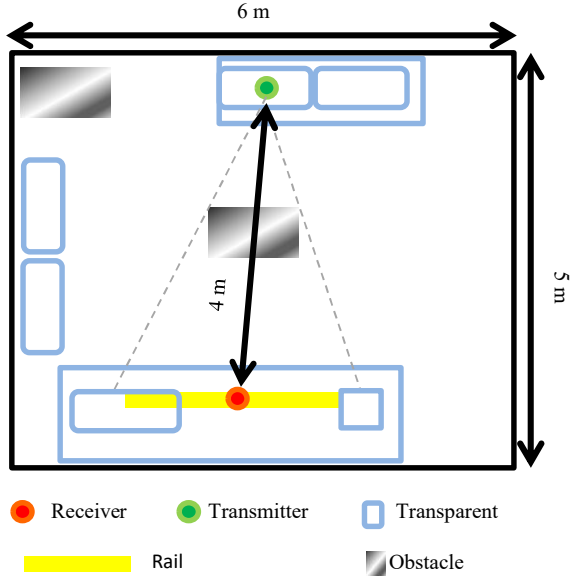 6 m
4 m
5 m
Receiver
Transmitter
Transparent
Rail
Obstacle